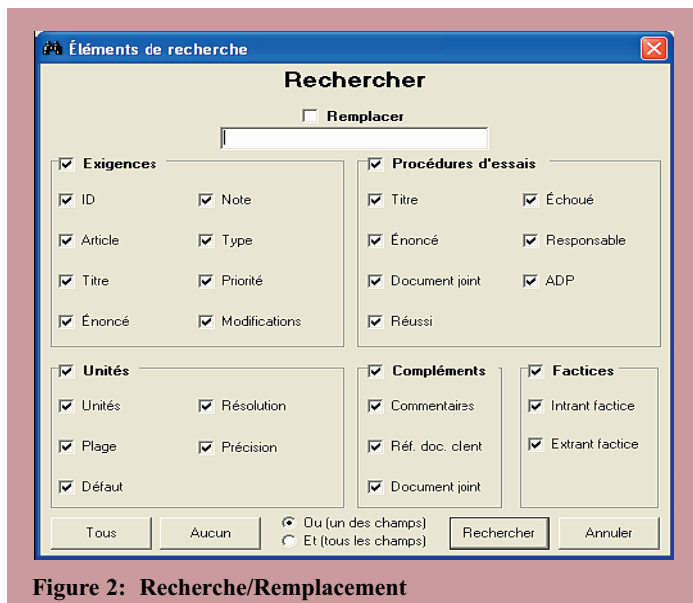 Éléments de recherche
Rechercher
Remplacer
Exigences
Procédures d'essais
ID
Note
Titre
Échoué
Article
Type
Énoncé
Responsable
Titre
Priorité
Document joint
ADP
Énoncé
Modifications
Réussi
Unités
Compléments
Factices
Unités
Résolution
Commentaires
Intrant factice
Plage
Précision
Réf. doc. clent
Extrant factice
Défaut
Document joint
Tous
Aucun
Ou (un des champs)
Et (tous les champs)
Rechercher
Annuler
Figure 2: Recherche/Remplacement